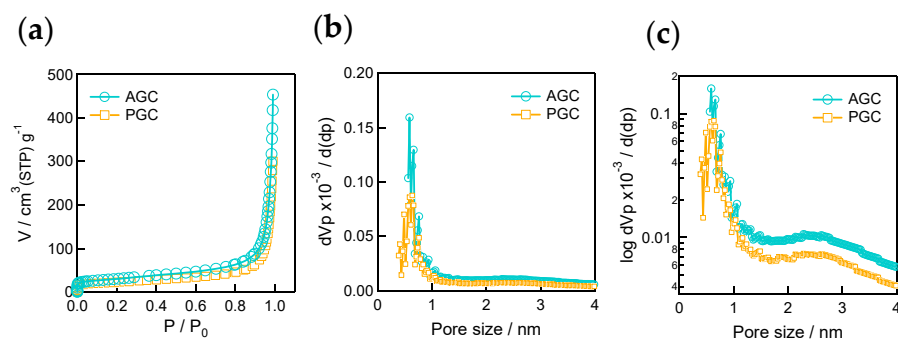 (a)
500
400
300
200
100
0
V / cm3 (STP) g-1
AGC
PGC
0.2 0.4 0.6 0.8 1.0
P / P0
(b)
0.20
0.15
0.10
0.05
0.00
dVp x10-3 / d(dp)
AGC
PGC
0 1 2 3 4
Pore size / nm
(c)
2
0.1
8
6
4
2
0.01
8
6
4
log dVp x10-3 / d(dp)
AGC
PGC
0 1 2 3 4
Pore size / nm